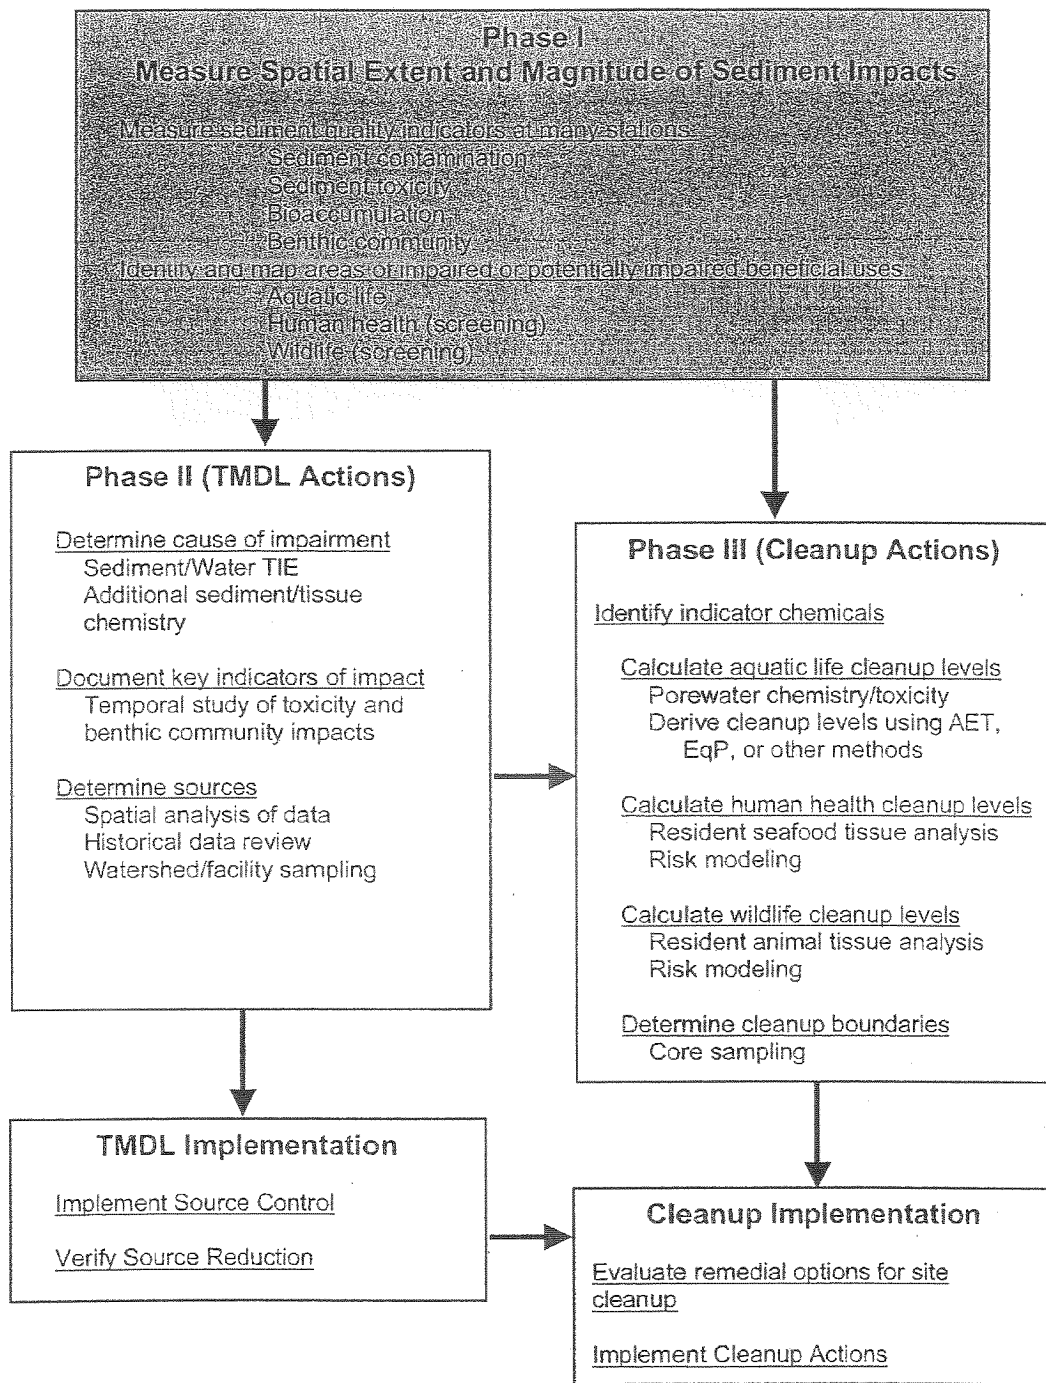 Phase I
Measure Spatial Extent and Magnitude of Sediment Impacts
Measure sediment quality indicators at many stations
Sediment contamination
Sediment toxicity
Bioaccumulation
Benthic community
Identify and map areas of impaired or potentially impaired beneficial uses
Aquatic life
Human health (screening)
Wildlife (screening)
Phase II (TMDL Actions)
Determine cause of impairment
Sediment/Water TIE
Additional sediment/tissue
chemistry
Document key indicators of impact
Temporal study of toxicity and
benthic community impacts
Determine sources
Spatial analysis of data
Historical data review
Watershed/facility sampling
Phase III (Cleanup Actions)
Identify indicator chemicals
Calculate aquatic life cleanup levels
Porewater chemistry/toxicity
Derive cleanup levels using AET,
EqP, or other methods
Calculate human health cleanup levels
Resident seafood tissue analysis
Risk modeling
Calculate wildlife cleanup levels
Resident animal tissue analysis
Risk modeling
Determine cleanup boundaries
Core sampling
TMDL Implementation
Implement Source Control
Verify Source Reduction
Cleanup Implementation
Evaluate remedial options for site
cleanup
Implement Cleanup Actions